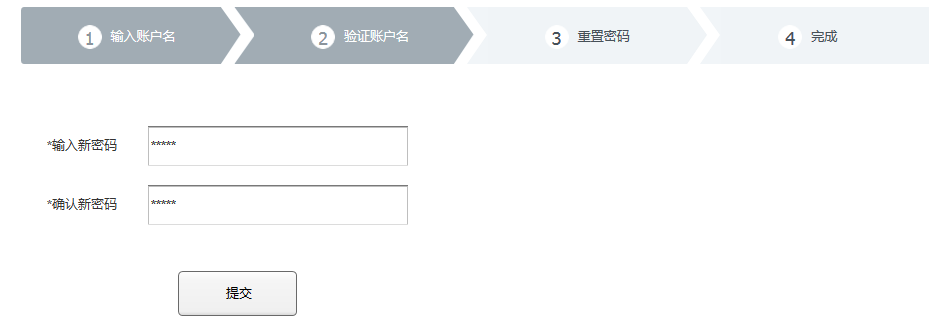 1 输入账户名 2 验证账户名 3 重置密码 4 完成
*输入新密码 *****
*确认新密码 *****
提交